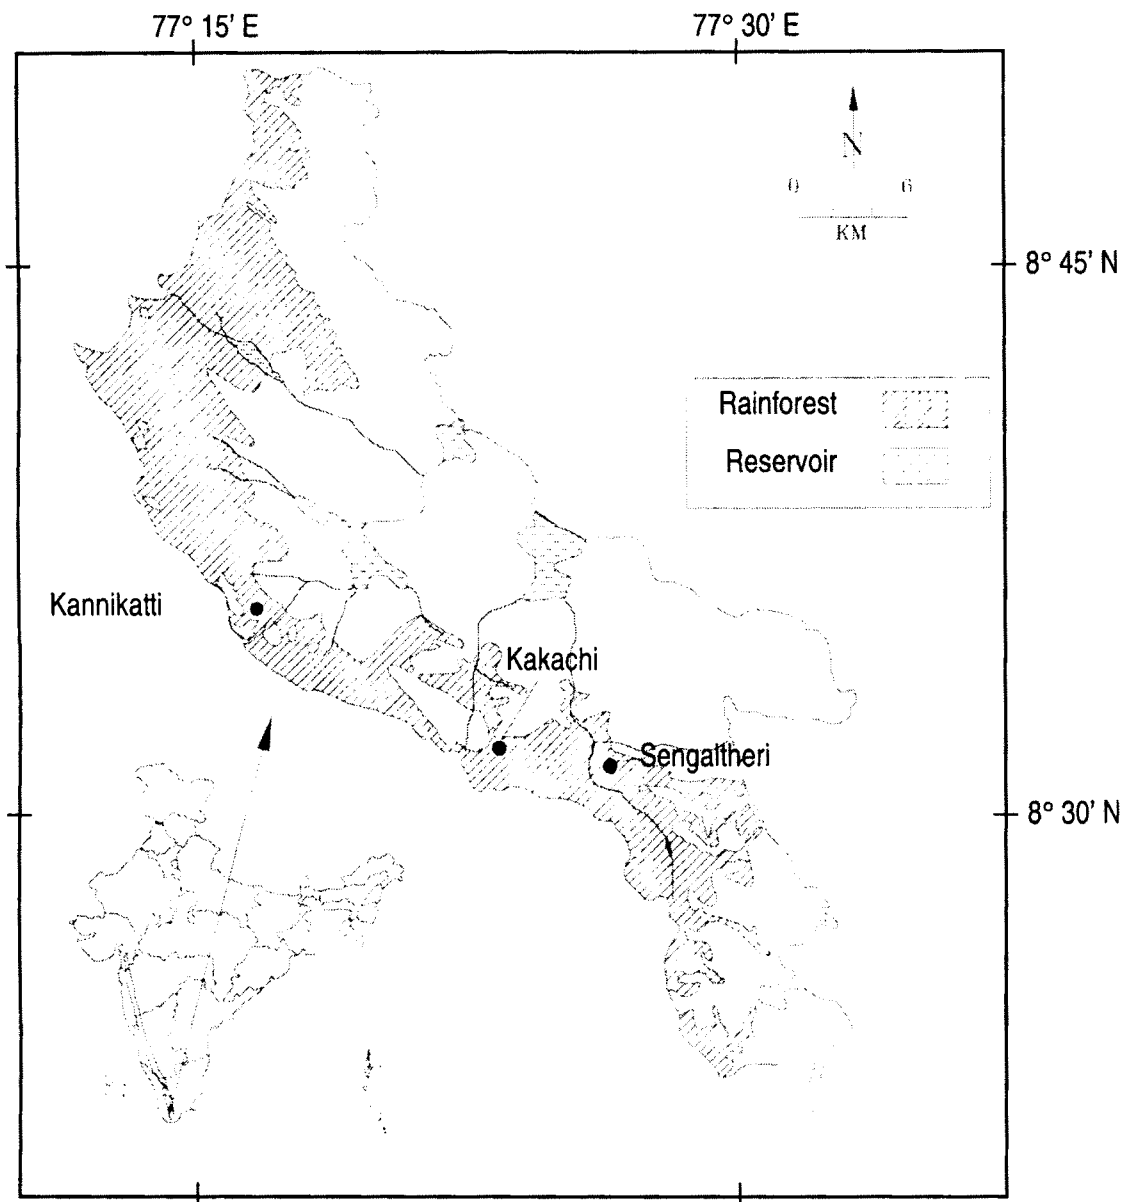 77° 15' E
77° 30' E
N
0 6
KM
8° 45' N
Rainforest
Reservoir
Kannikatti
Kakachi
Sengaltheri
8° 30' N